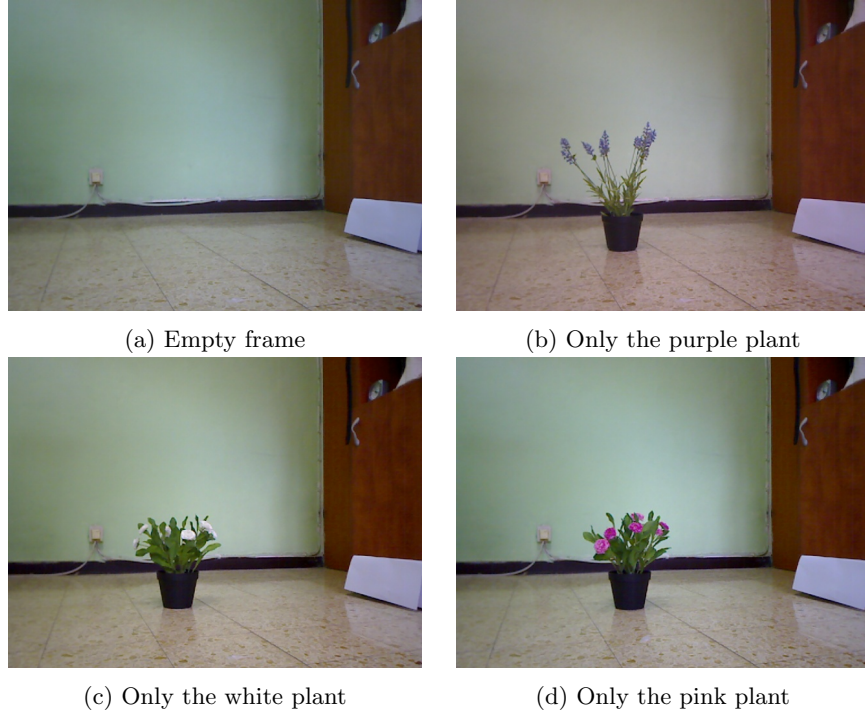 (a) Empty frame
(b) Only the purple plant
(c) Only the white plant
(d) Only the pink plant